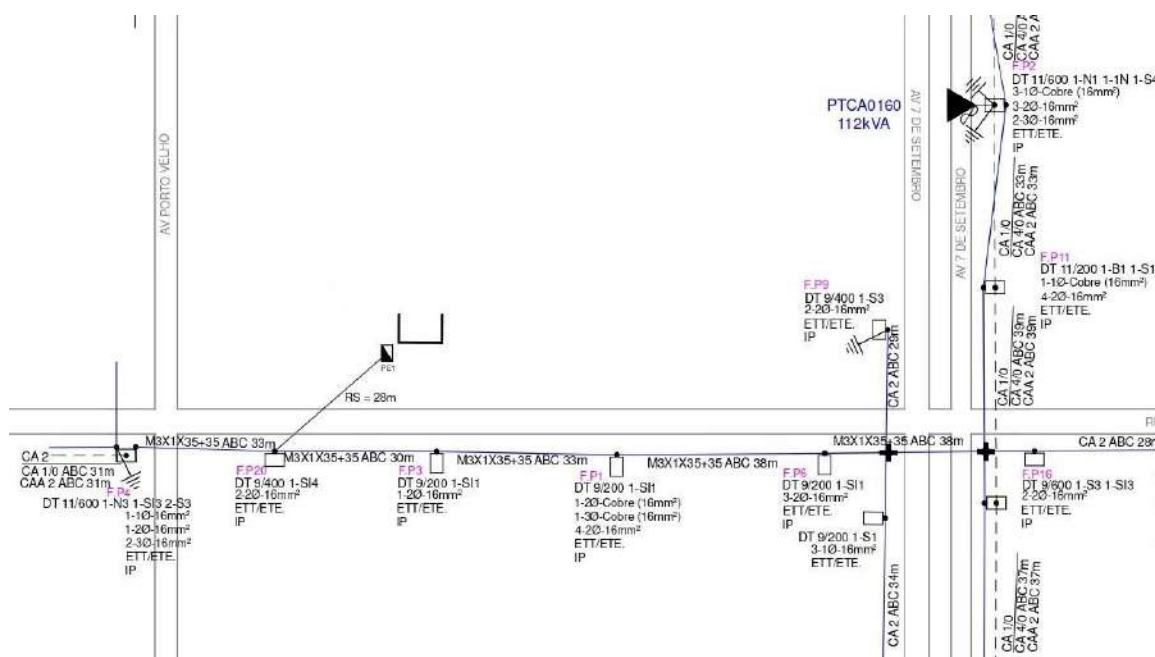 CA 1/0
CA 4/0 A
CAA 2 A
F.P2
DT 11/600 1-N1 1-1N 1-S4
3-1Ø-Cobre (16mm²)
3-2Ø-16mm²
2-3Ø-16mm²
ETT/ETE.
IP
PTCA0160
112kVA
AV PORTO VELHO
AV 7 DE SETEMBRO
AV 7 DE SETEMBRO
CA 1/0
CA 4/0 ABC 33m
CAA 2 ABC 33m
F.P11
DT 11/200 1-B1 1-S1
1-1Ø-Cobre (16mm²)
4-2Ø-16mm²
ETT/ETE.
IP
F.P9
DT 9/400 1-S3
2-2Ø-16mm²
ETT/ETE.
IP
CA 2 ABC 29m
CA 1/0
CA 4/0 ABC 39m
CAA 2 ABC 39m
PE1
RS = 28m
M3X1X35+35 ABC 33m
M3X1X35+35 ABC 30m
M3X1X35+35 ABC 33m
M3X1X35+35 ABC 38m
M3X1X35+35 ABC 38m
CA 2 ABC 28m
CA 2
CA 1/0 ABC 31m
CAA 2 ABC 31m
F.P4
DT 11/600 1-N3 1-SI3 2-S3
1-1Ø-16mm²
1-2Ø-16mm²
2-3Ø-16mm²
ETT/ETE.
IP
F.P20
DT 9/400 1-SI4
2-2Ø-16mm²
ETT/ETE.
IP
F.P3
DT 9/200 1-SI1
1-2Ø-16mm²
ETT/ETE.
IP
F.P1
DT 9/200 1-SI1
1-2Ø-Cobre (16mm²)
1-3Ø-Cobre (16mm²)
4-2Ø-16mm²
ETT/ETE.
IP
F.P6
DT 9/200 1-SI1
3-2Ø-16mm²
ETT/ETE.
IP
DT 9/200 1-S1
3-1Ø-16mm²
ETT/ETE.
IP
F.P16
DT 9/600 1-S3 1-SI3
2-2Ø-16mm²
ETT/ETE.
IP
CA 2 ABC 34m
CA 1/0
CA 4/0 ABC 37m
CAA 2 ABC 37m